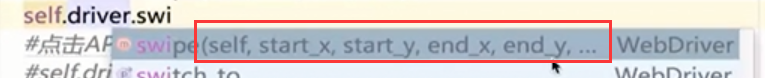 self.driver.swi
#点击AP swipe(self, start_x, start_y, end_x, end_y, ... WebDriver
#self.dri switch_to WebDriver